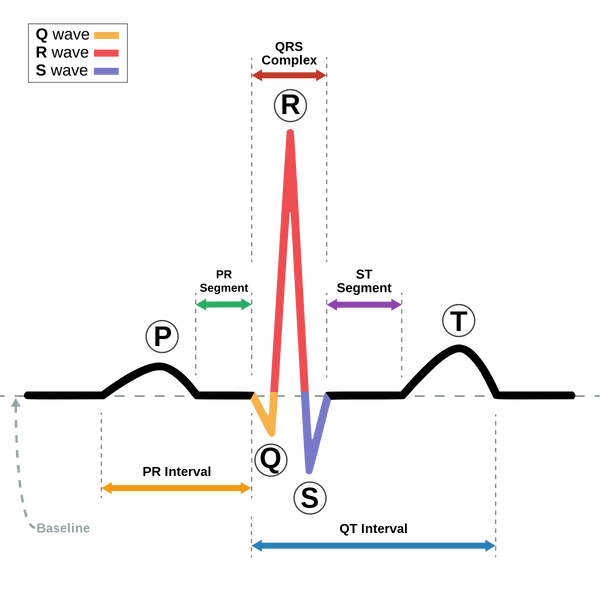 Q wave
R wave
S wave
QRS
Complex
R
PR
Segment
ST
Segment
P
T
Q
PR Interval
S
Baseline
QT Interval